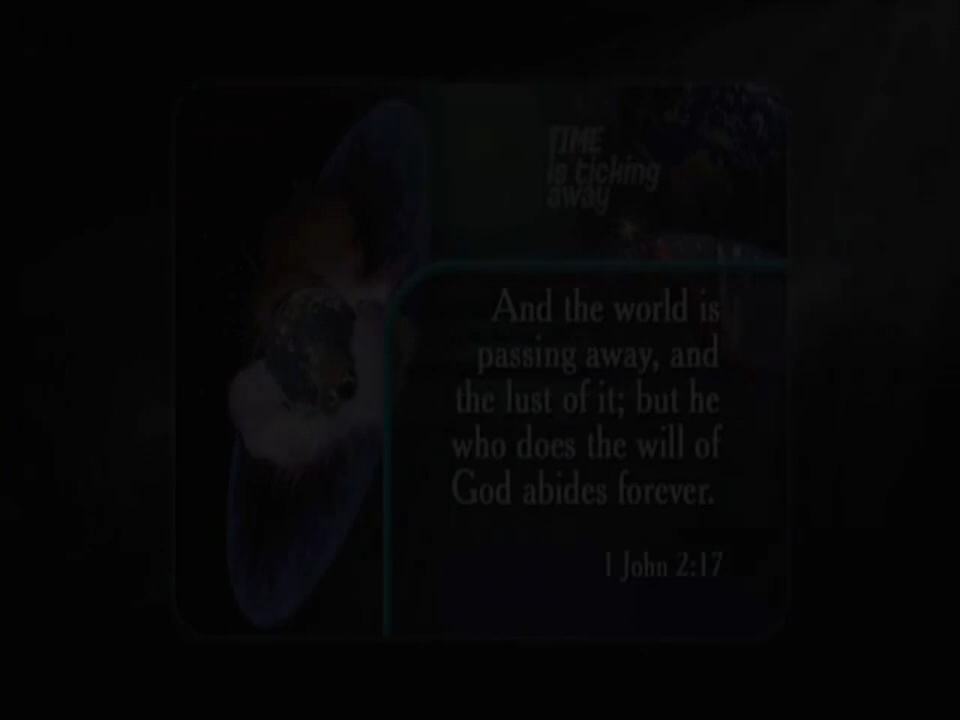 TIME
is ticking
away
And the world is
passing away, and
the lust of it; but he
who does the will of
God abides forever.
1 John 2:17